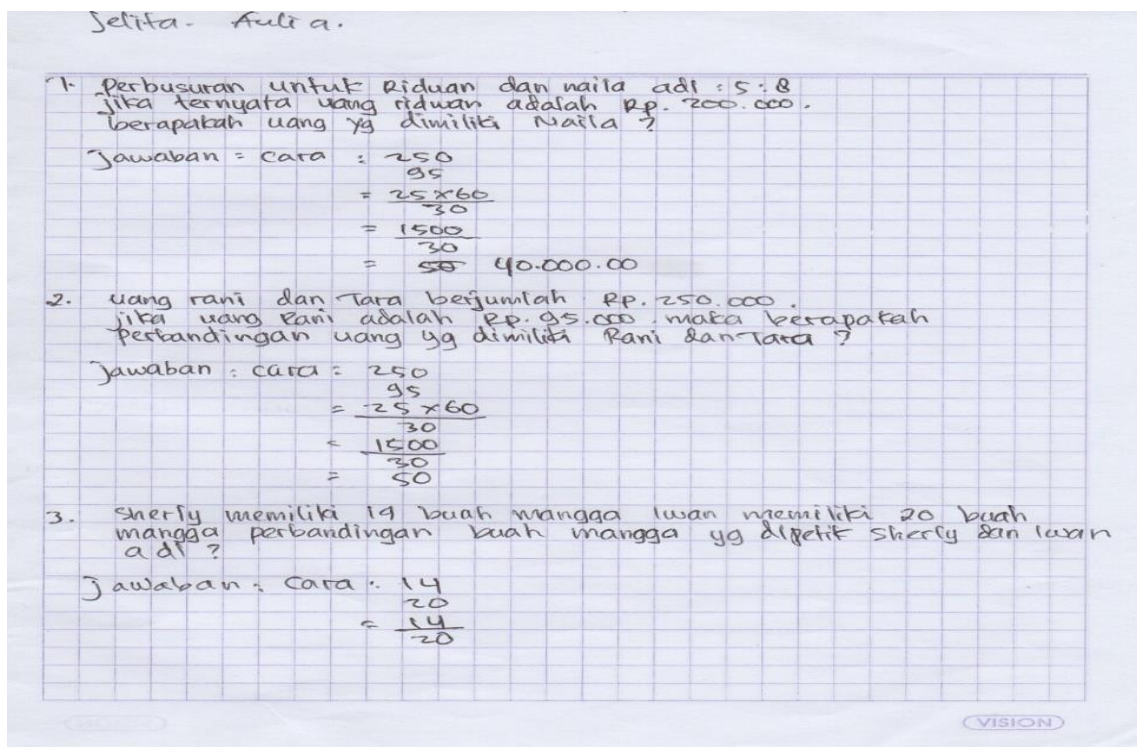 Jelita. Aulia.
1. Perbusuran untuk Riduan dan naila adl : 5 : 8
jika ternyata uang riduan adalah Rp. 200.000.
berapakah uang yg dimiliki Naila ?
Jawaban = cara : 250
95
= 25 x 60
30
= 1500
30
= 50 40.000.00
2. uang rani dan Tara berjumlah Rp. 250.000.
jika uang Rani adalah Rp. 95.000. maka berapakah
perbandingan uang yg dimiliki Rani dan Tara ?
Jawaban : cara : 250
95
= 25 x 60
30
= 1500
30
= 50
3. Sherly memiliki 14 buah mangga Iwan memiliki 20 buah
mangga perbandingan buah mangga yg dipetik Sherly dan Iwan
adl ?
Jawaban : Cara : 14
20
= 14
20
VISION